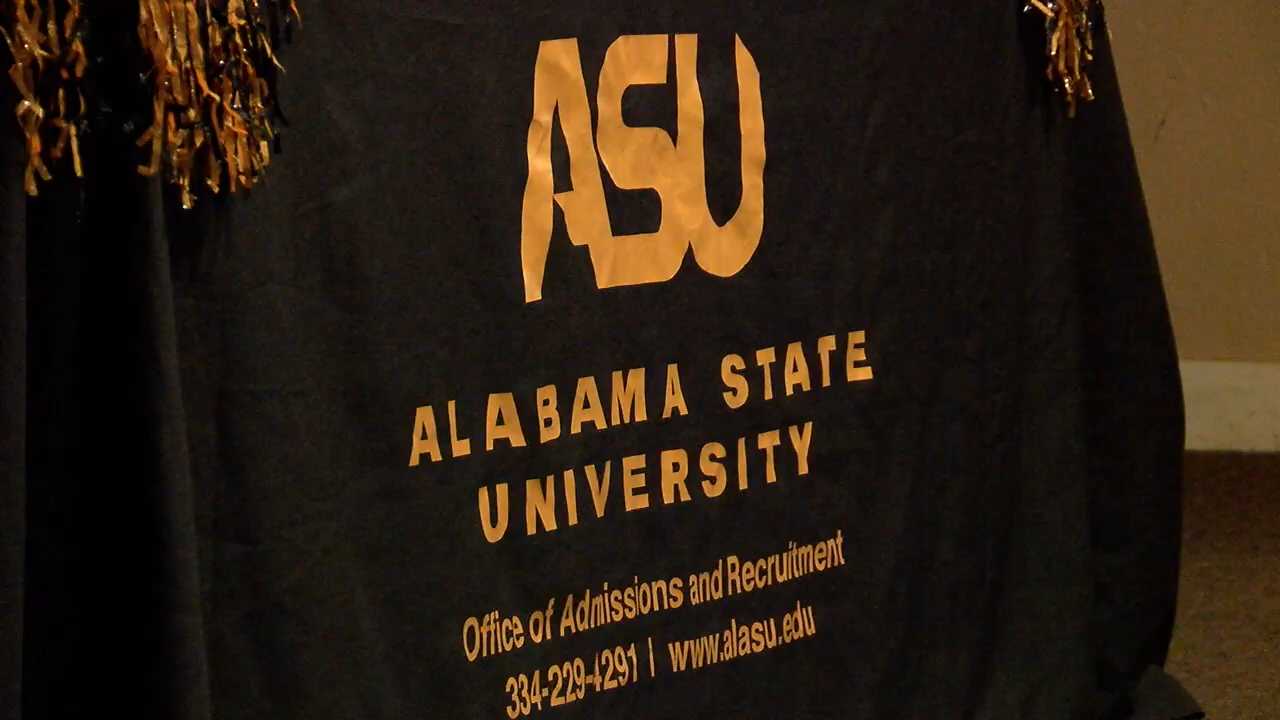 ASU
ALABAMA STATE
UNIVERSITY
Office of Admissions and Recruitment
334-229-4291 | www.alasu.edu